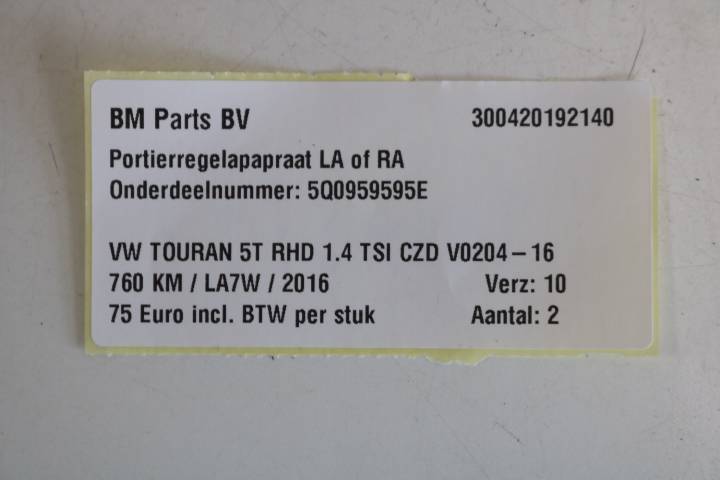 BM Parts BV 300420192140
Portierregelapapraat LA of RA
Onderdeelnummer: 5Q0959595E
VW TOURAN 5T RHD 1.4 TSI CZD V0204-16
760 KM / LA7W / 2016 Verz: 10
75 Euro incl. BTW per stuk Aantal: 2